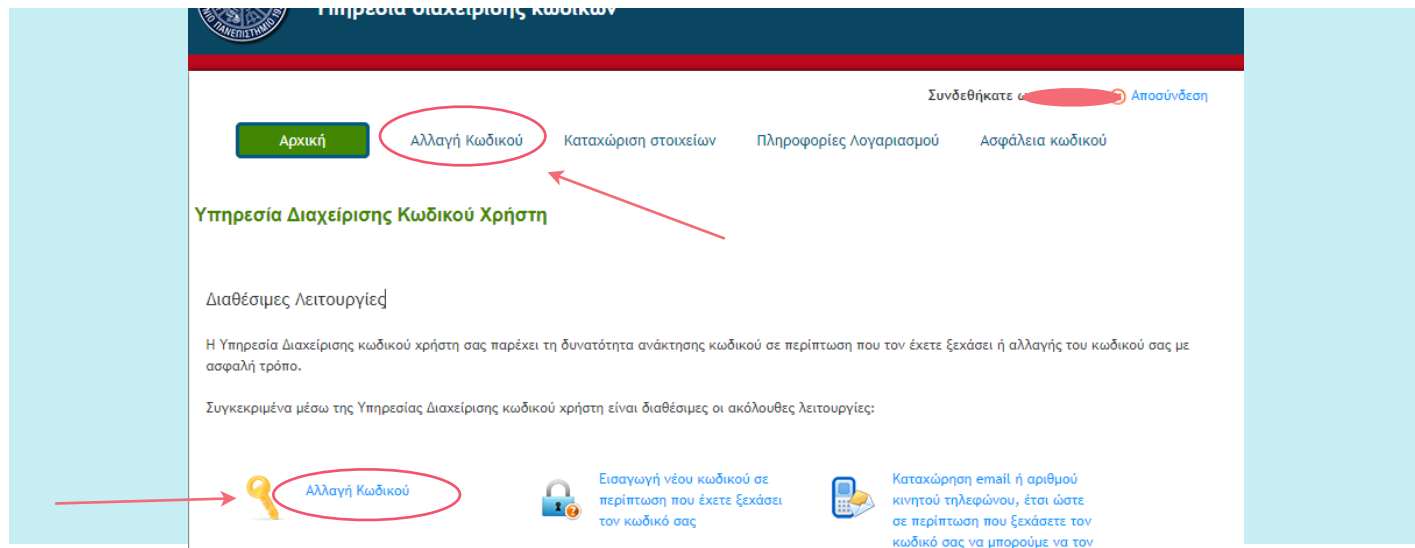 Υπηρεσία διαχείρισης κωδικών
ΠΑΝΕΠΙΣΤΗΜΙΟ
Συνδεθήκατε
Αποσύνδεση
Αρχική
Αλλαγή Κωδικού
Καταχώριση στοιχείων
Πληροφορίες Λογαριασμού
Ασφάλεια κωδικού
Υπηρεσία Διαχείρισης Κωδικού Χρήστη
Διαθέσιμες Λειτουργίες
Η Υπηρεσία Διαχείρισης κωδικού χρήστη σας παρέχει τη δυνατότητα ανάκτησης κωδικού σε περίπτωση που τον έχετε ξεχάσει ή αλλαγής του κωδικού σας με
ασφαλή τρόπο.
Συγκεκριμένα μέσω της Υπηρεσίας Διαχείρισης κωδικού χρήστη είναι διαθέσιμες οι ακόλουθες λειτουργίες:
Αλλαγή Κωδικού
Εισαγωγή νέου κωδικού σε
περίπτωση που έχετε ξεχάσει
τον κωδικό σας
Καταχώρηση email ή αριθμού
κινητού τηλεφώνου, έτσι ώστε
σε περίπτωση που ξεχάσετε τον
κωδικό σας να μπορούμε να τον